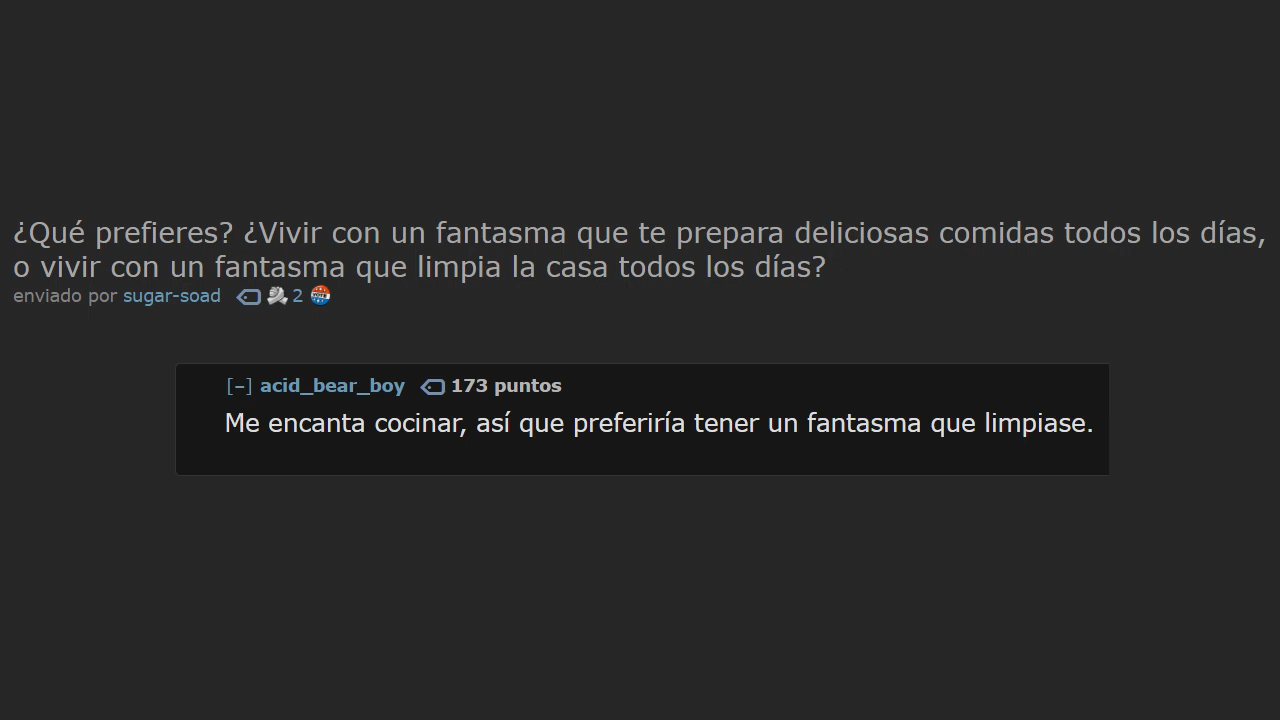 ¿Qué prefieres? ¿Vivir con un fantasma que te prepara deliciosas comidas todos los días,
o vivir con un fantasma que limpia la casa todos los días?
enviado por sugar-soad 2 VOTE
[–] acid_bear_boy 173 puntos
Me encanta cocinar, así que preferiría tener un fantasma que limpiase.